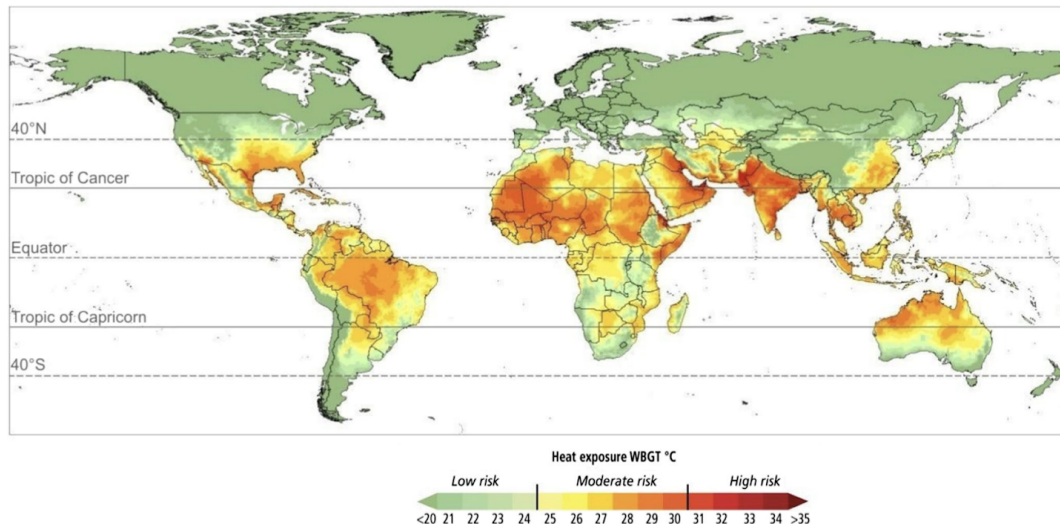 40°N
Tropic of Cancer
Equator
Tropic of Capricorn
40°S
Heat exposure WBGT °C
Low risk Moderate risk High risk
<20 21 22 23 24 25 26 27 28 29 30 31 32 33 34 >35